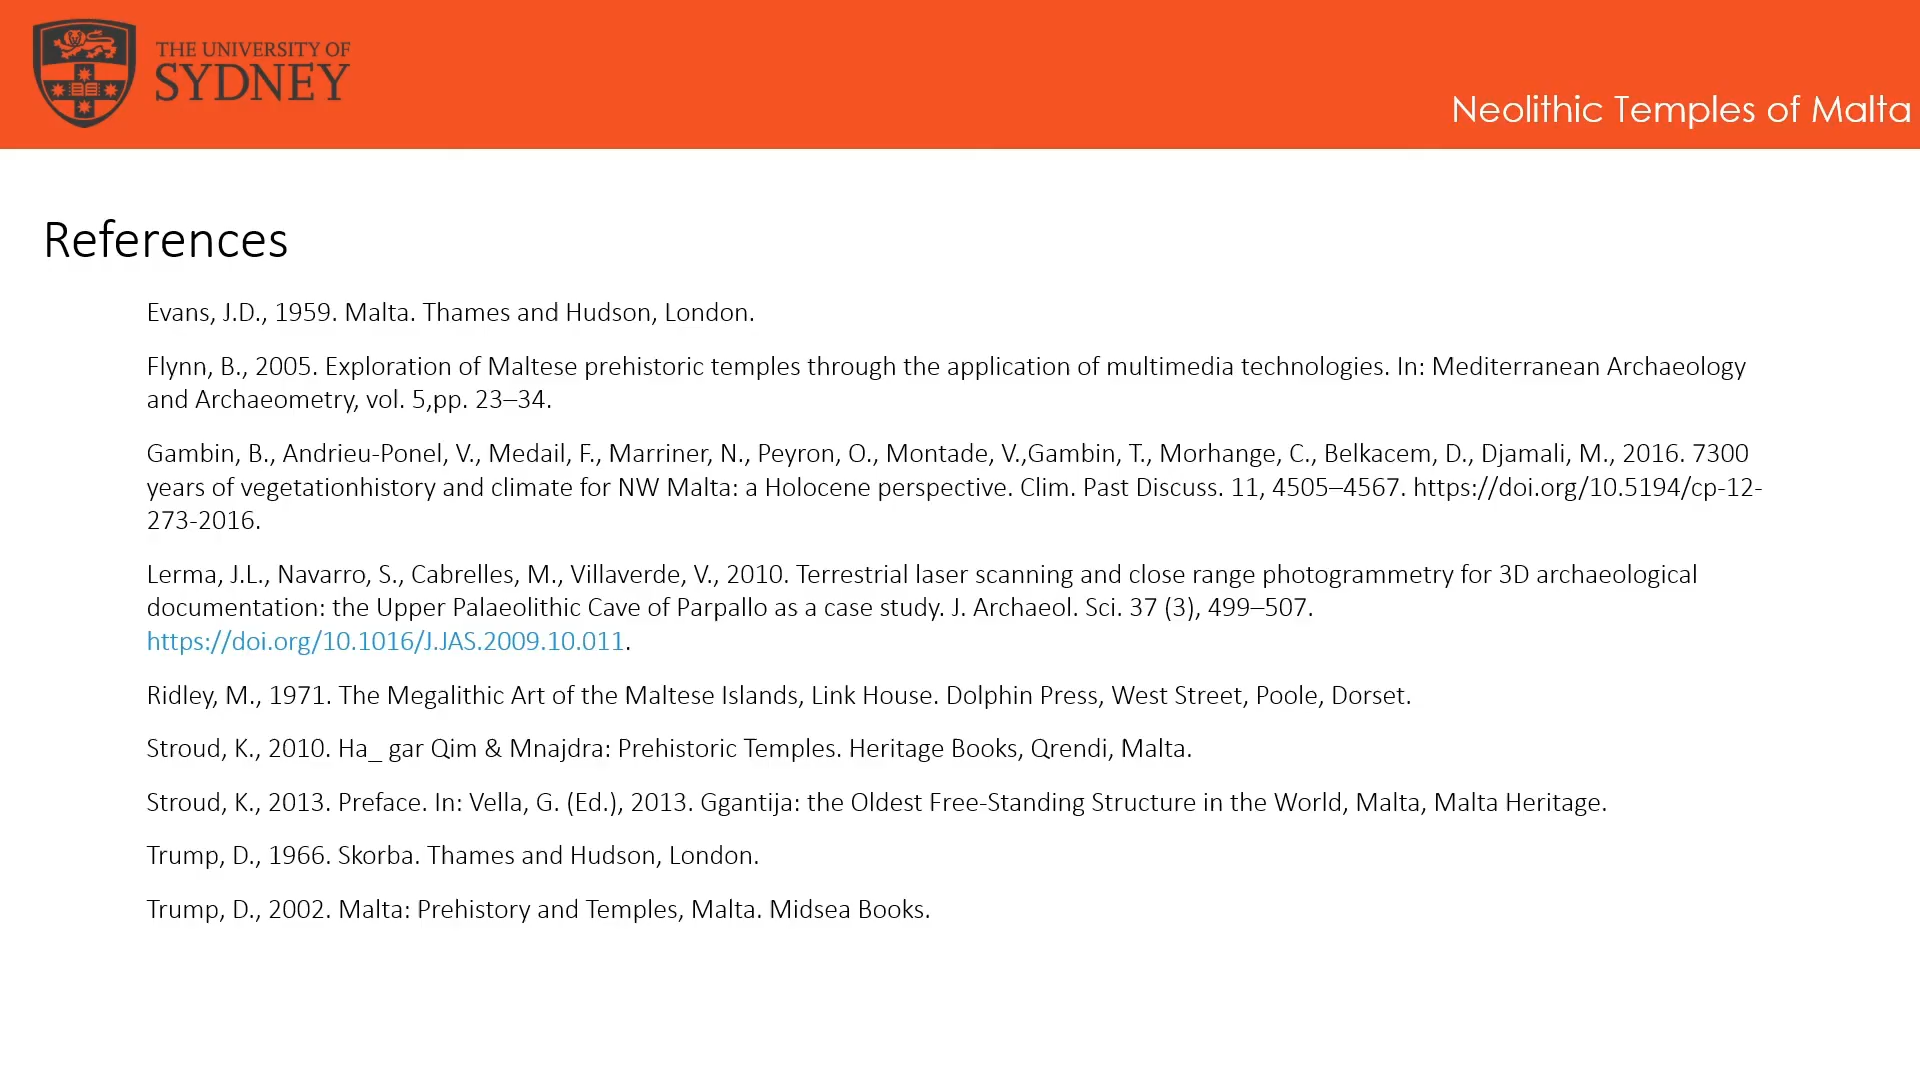 THE UNIVERSITY OF
SYDNEY
Neolithic Temples of Malta
References
Evans, J.D., 1959. Malta. Thames and Hudson, London.
Flynn, B., 2005. Exploration of Maltese prehistoric temples through the application of multimedia technologies. In: Mediterranean Archaeology
and Archaeometry, vol. 5,pp. 23–34.
Gambin, B., Andrieu-Ponel, V., Medail, F., Marriner, N., Peyron, O., Montade, V.,Gambin, T., Morhange, C., Belkacem, D., Djamali, M., 2016. 7300
years of vegetationhistory and climate for NW Malta: a Holocene perspective. Clim. Past Discuss. 11, 4505–4567. https://doi.org/10.5194/cp-12-
273-2016.
Lerma, J.L., Navarro, S., Cabrelles, M., Villaverde, V., 2010. Terrestrial laser scanning and close range photogrammetry for 3D archaeological
documentation: the Upper Palaeolithic Cave of Parpallo as a case study. J. Archaeol. Sci. 37 (3), 499–507.
https://doi.org/10.1016/J.JAS.2009.10.011.
Ridley, M., 1971. The Megalithic Art of the Maltese Islands, Link House. Dolphin Press, West Street, Poole, Dorset.
Stroud, K., 2010. Ha_ gar Qim & Mnajdra: Prehistoric Temples. Heritage Books, Qrendi, Malta.
Stroud, K., 2013. Preface. In: Vella, G. (Ed.), 2013. Ggantija: the Oldest Free-Standing Structure in the World, Malta, Malta Heritage.
Trump, D., 1966. Skorba. Thames and Hudson, London.
Trump, D., 2002. Malta: Prehistory and Temples, Malta. Midsea Books.